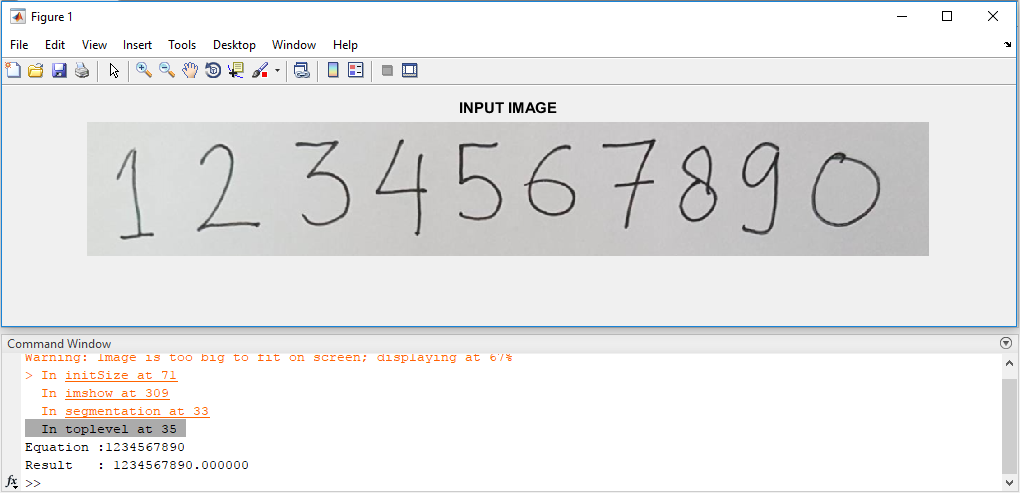 Figure 1
File Edit View Insert Tools Desktop Window Help
INPUT IMAGE
1 2 3 4 5 6 7 8 9 0
Command Window
Warning: Image is too big to fit on screen; displaying at 67%
> In initSize at 71
In imshow at 309
In segmentation at 33
In toplevel at 35
Equation :1234567890
Result : 1234567890.000000
fx >>